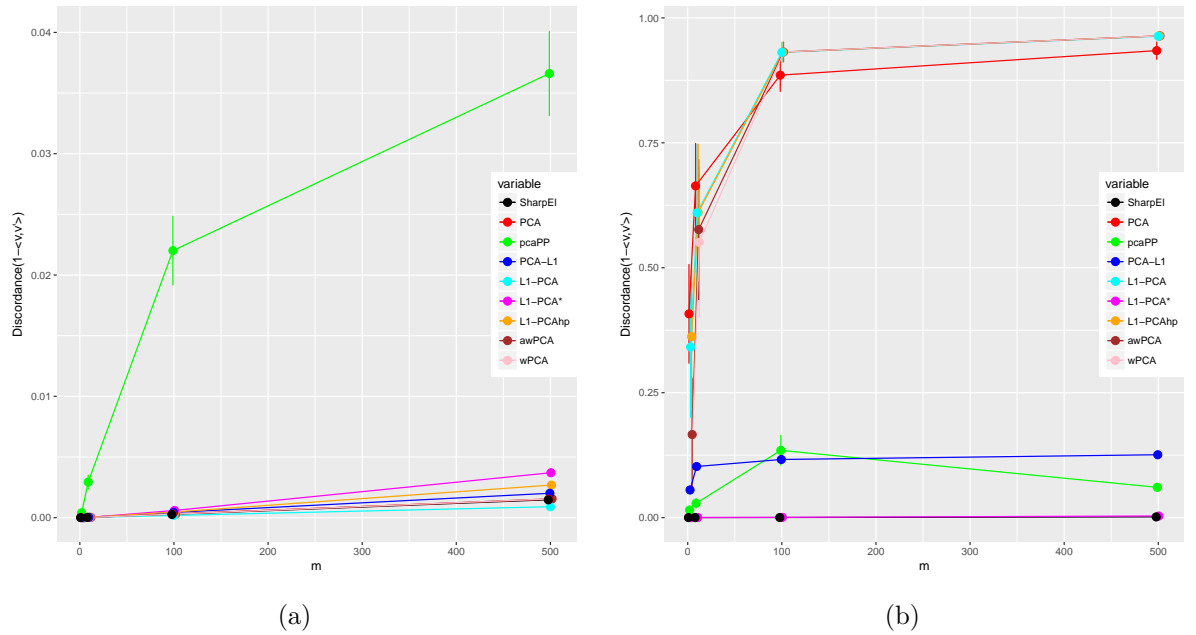 0.04
0.03
0.02
0.01
0.00
Discordance(1−<v,v'>)
0
100
200
300
400
500
m
variable
SharpEl
PCA
pcaPP
PCA−L1
L1−PCA
L1−PCA*
L1−PCAhp
awPCA
wPCA
(a)
1.00
0.75
0.50
0.25
0.00
Discordance(1−<v,v'>)
0
100
200
300
400
500
m
variable
SharpEl
PCA
pcaPP
PCA−L1
L1−PCA
L1−PCA*
L1−PCAhp
awPCA
wPCA
(b)